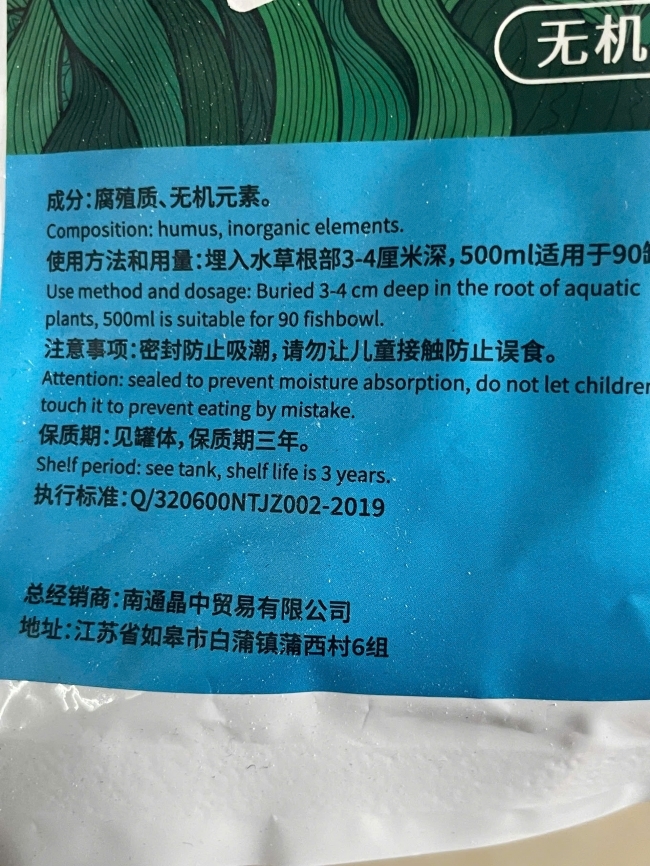 无机
成分：腐殖质、无机元素。
Composition: humus, inorganic elements.
使用方法和用量：埋入水草根部3-4厘米深，500ml适用于90
Use method and dosage: Buried 3-4 cm deep in the root of aquatic
plants, 500ml is suitable for 90 fishbowl.
注意事项：密封防止吸潮，请勿让儿童接触防止误食。
Attention: sealed to prevent moisture absorption, do not let children
touch it to prevent eating by mistake.
保质期：见罐体，保质期三年。
Shelf period: see tank, shelf life is 3 years.
执行标准：Q/320600NTJZ002-2019
总经销商：南通晶中贸易有限公司
地址：江苏省如皋市白蒲镇蒲西村6组